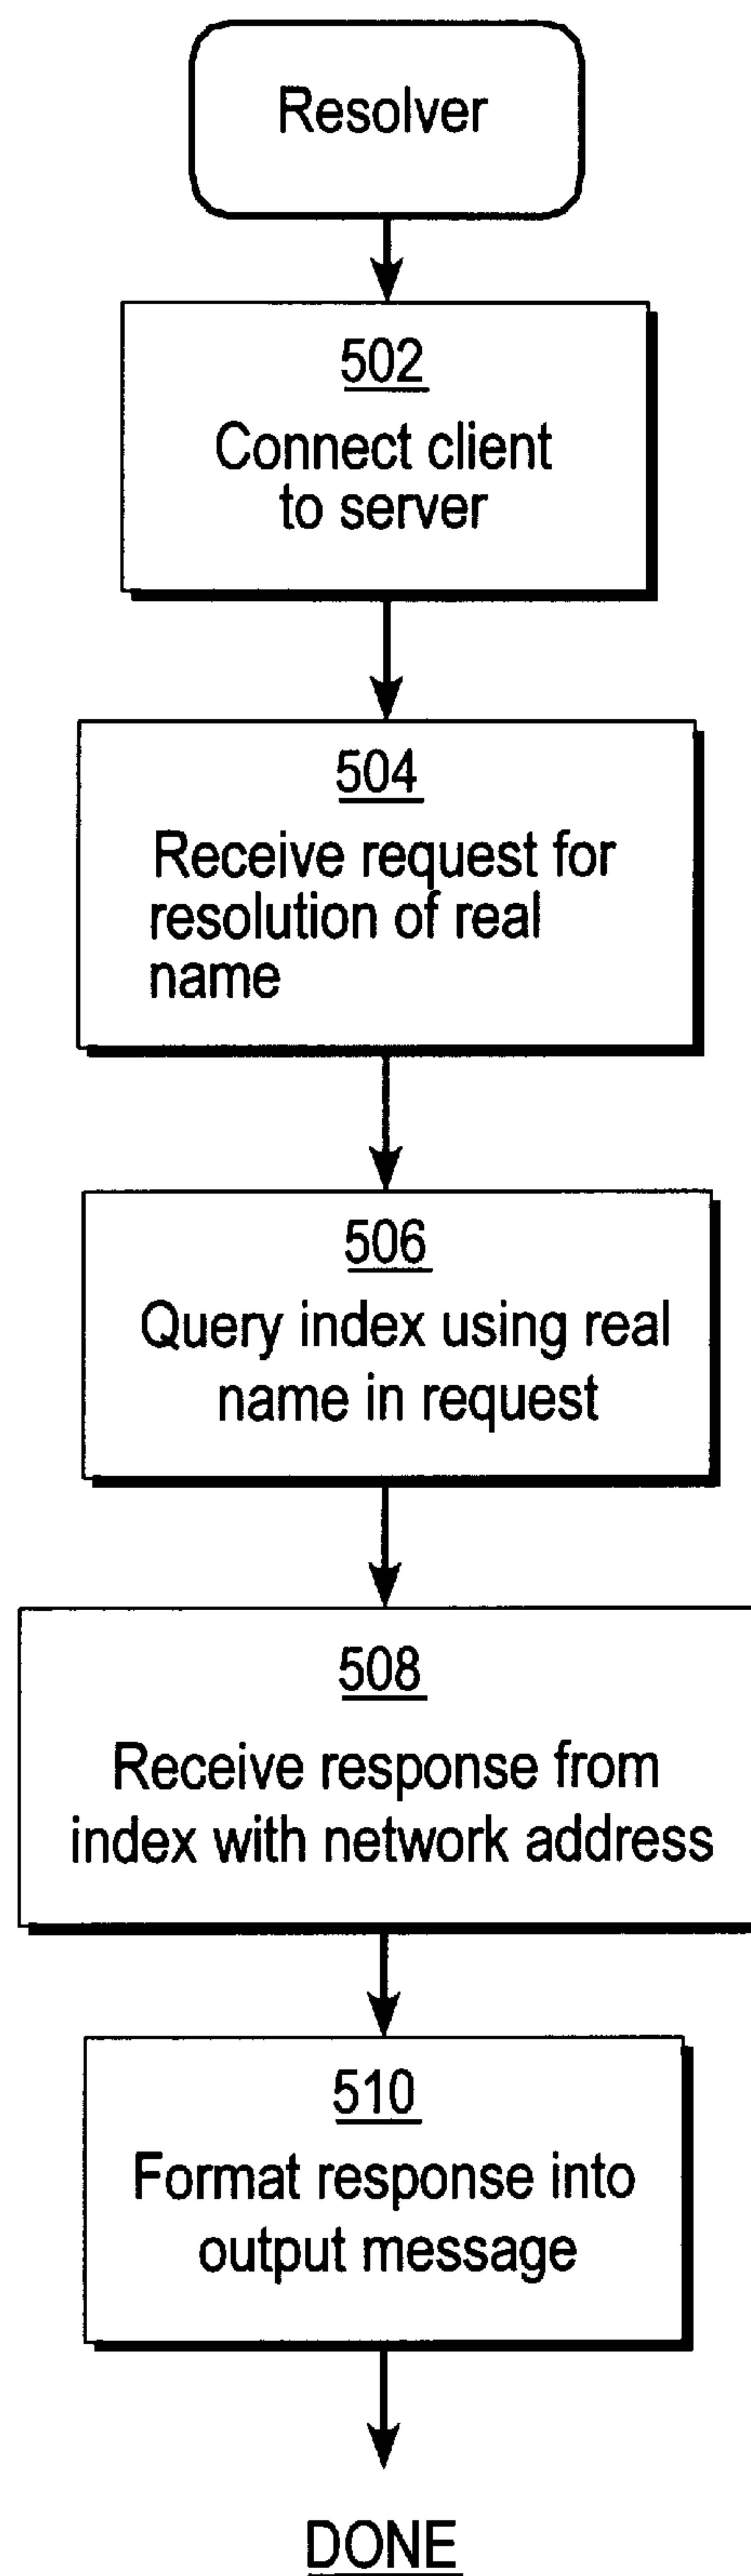 Resolver
502
Connect client
to server
504
Receive request for
resolution of real
name
506
Query index using real
name in request
508
Receive response from
index with network address
510
Format response into
output message
DONE